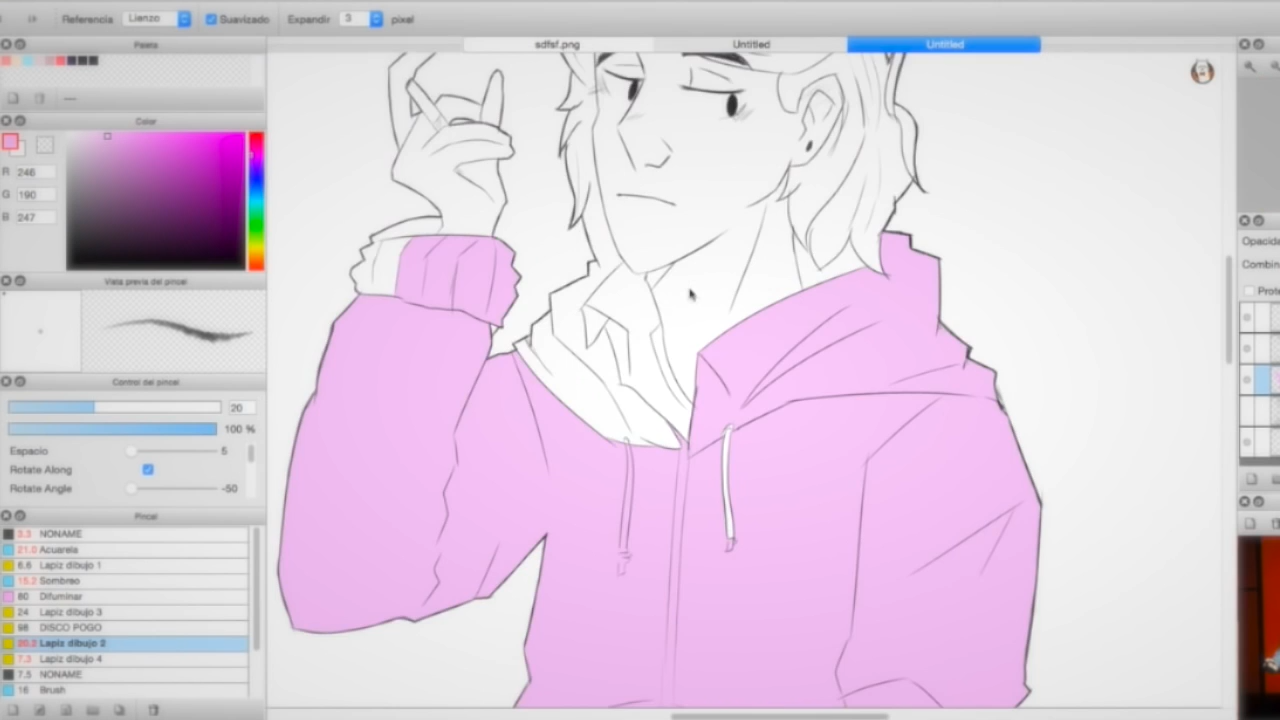 Referencia Lienzo Suavizado Expandir 3 pixel
Paleta sdfsf.png Untitled Untitled
Color
R 246
G 190
B 247
Vista previa del pincel
Control del pincel
20
100 %
Espacio 5
Rotate Along
Rotate Angle -50
Pincel
3.3 NONAME
21.0 Acuarela
6.6 Lapiz dibujo 1
15.2 Sombreo
80 Difuminar
24 Lapiz dibujo 3
98 DISCO POGO
20.2 Lapiz dibujo 2
7.3 Lapiz dibujo 4
7.5 NONAME
16 Brush
Opacida
Combin
Prote